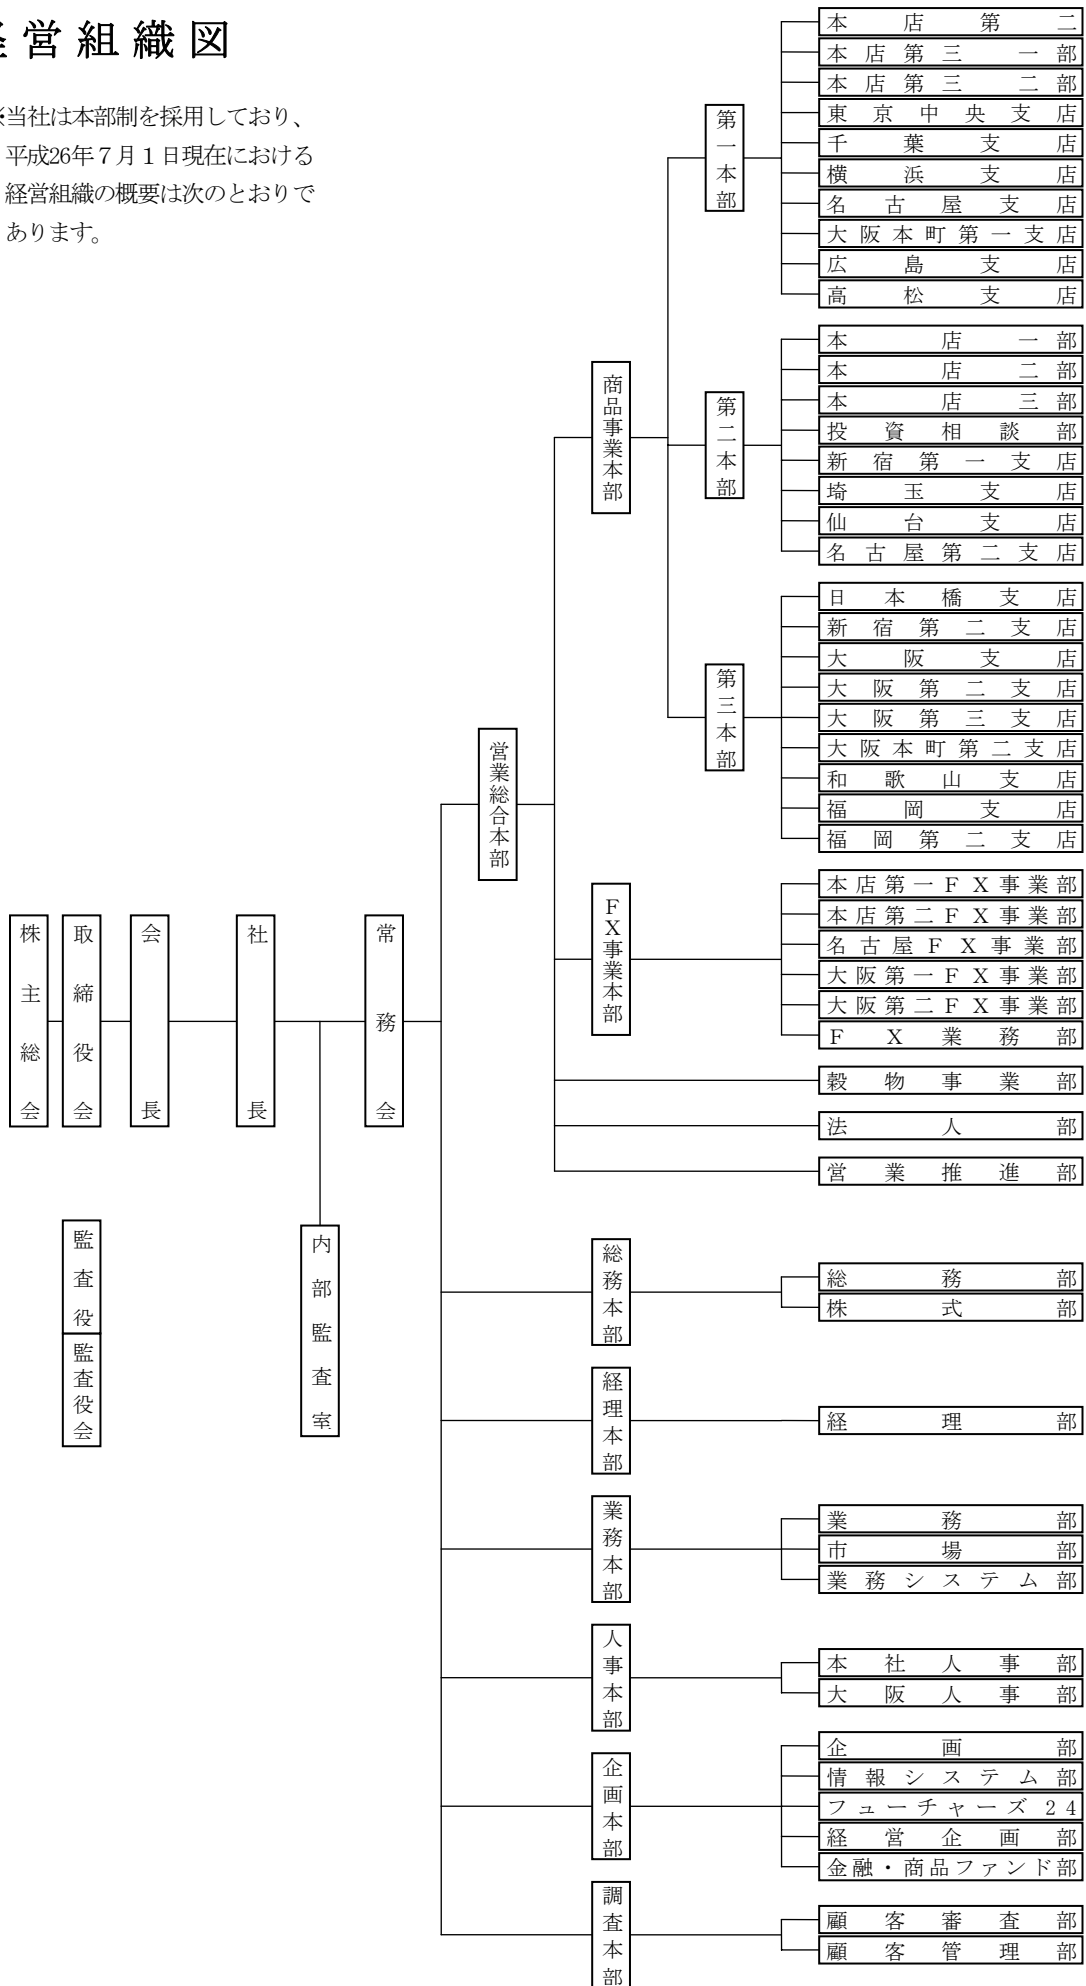 営組織図
※当社は本部制を採用しており、
平成26年７月１日現在における
経営組織の概要は次のとおりで
あります。
株主総会
取締役会
会長
社長
常務会
監査役
監査役会
内部監査室
営業総合本部
商品事業本部
第一本部
本店第二
本店第三一部
本店第三二部
東京中央支店
千葉支店
横浜支店
名古屋支店
大阪本町第一支店
広島支店
高松支店
第二本部
本店一部
本店二部
本店三部
投資相談部
新宿第一支店
埼玉支店
仙台支店
名古屋第二支店
第三本部
日本橋支店
新宿第二支店
大阪支店
大阪第二支店
大阪第三支店
大阪本町第二支店
和歌山支店
福岡支店
福岡第二支店
ＦＸ事業本部
本店第一ＦＸ事業部
本店第二ＦＸ事業部
名古屋ＦＸ事業部
大阪第一ＦＸ事業部
大阪第二ＦＸ事業部
ＦＸ業務部
穀物事業部
法人部
営業推進部
総務本部
総務部
株式部
経理本部
経理部
業務本部
業務部
市場部
業務システム部
人事本部
本社人事部
大阪人事部
企画本部
企画部
情報システム部
フューチャーズ２４
経営企画部
金融・商品ファンド部
調査本部
顧客審査部
顧客管理部